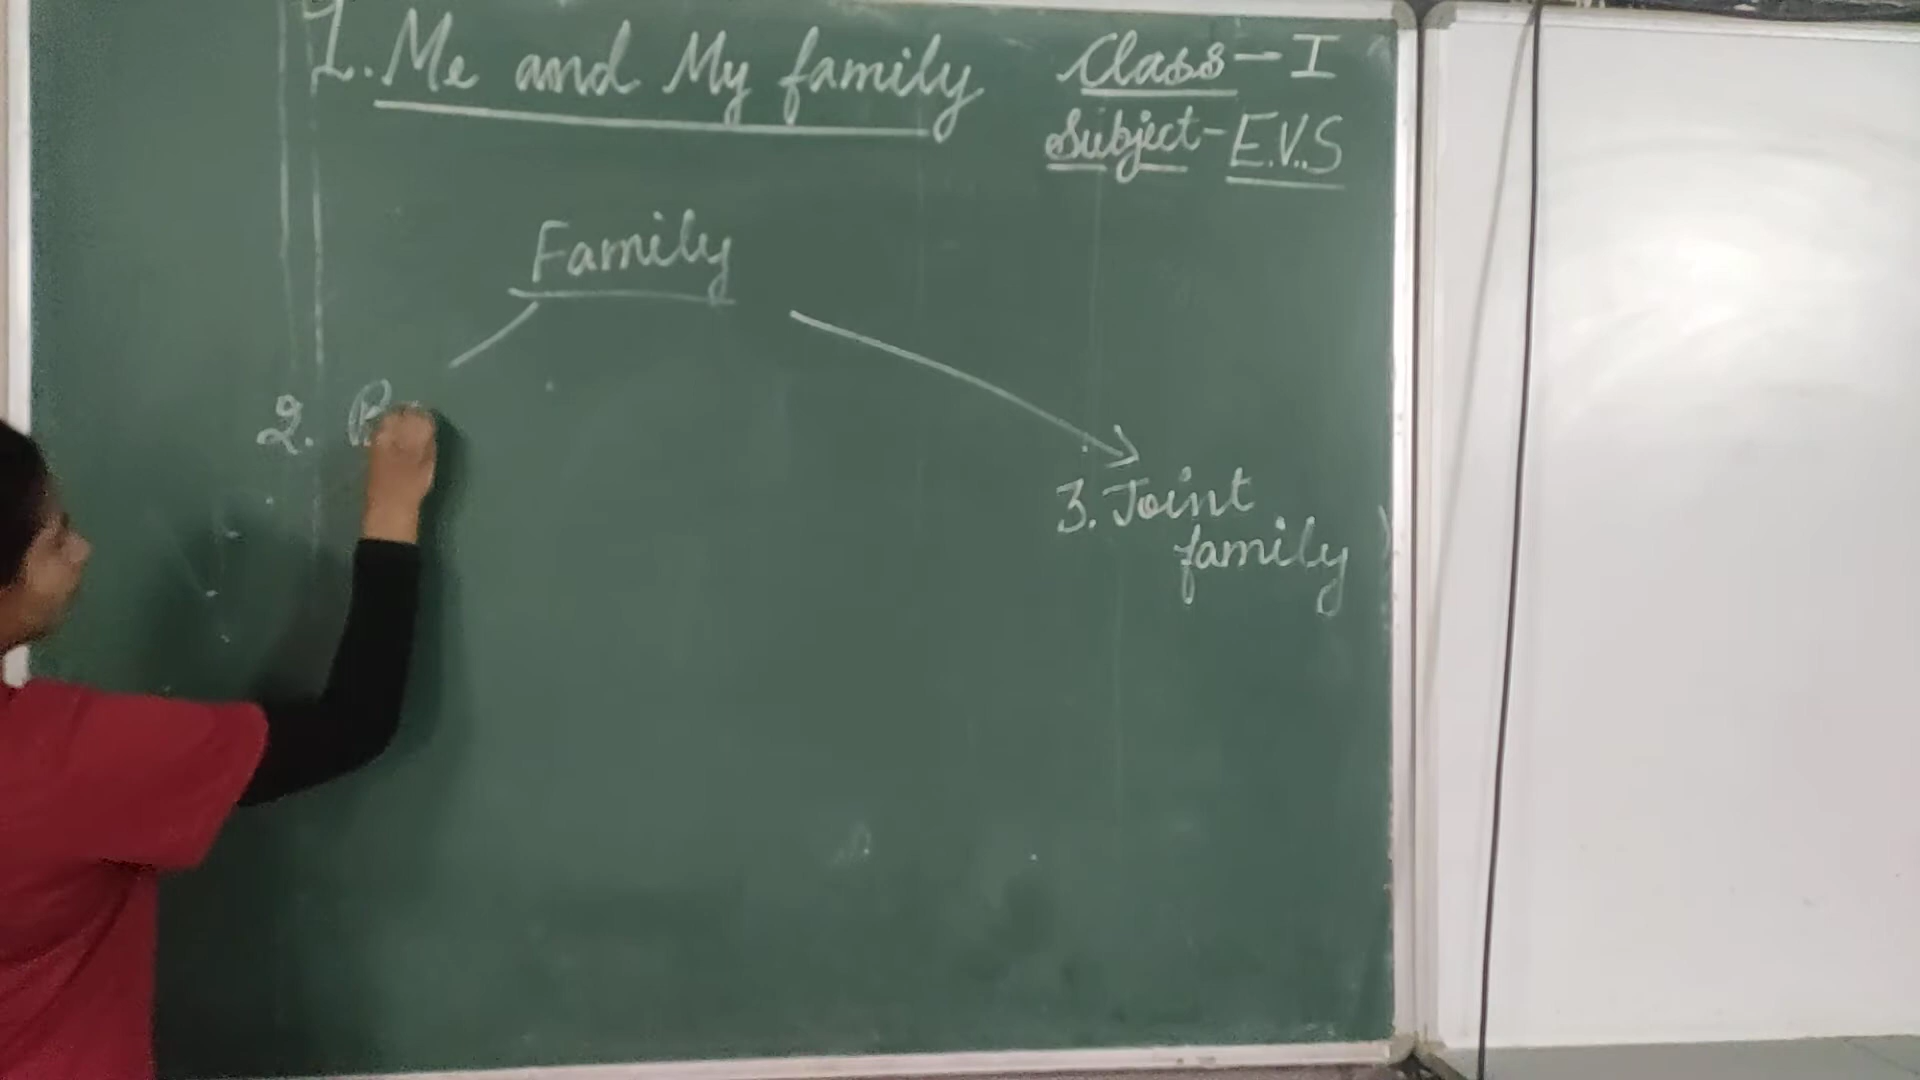 1. Me and My family
Class - I
Subject - E.V.S
Family
2.
3. Joint
family